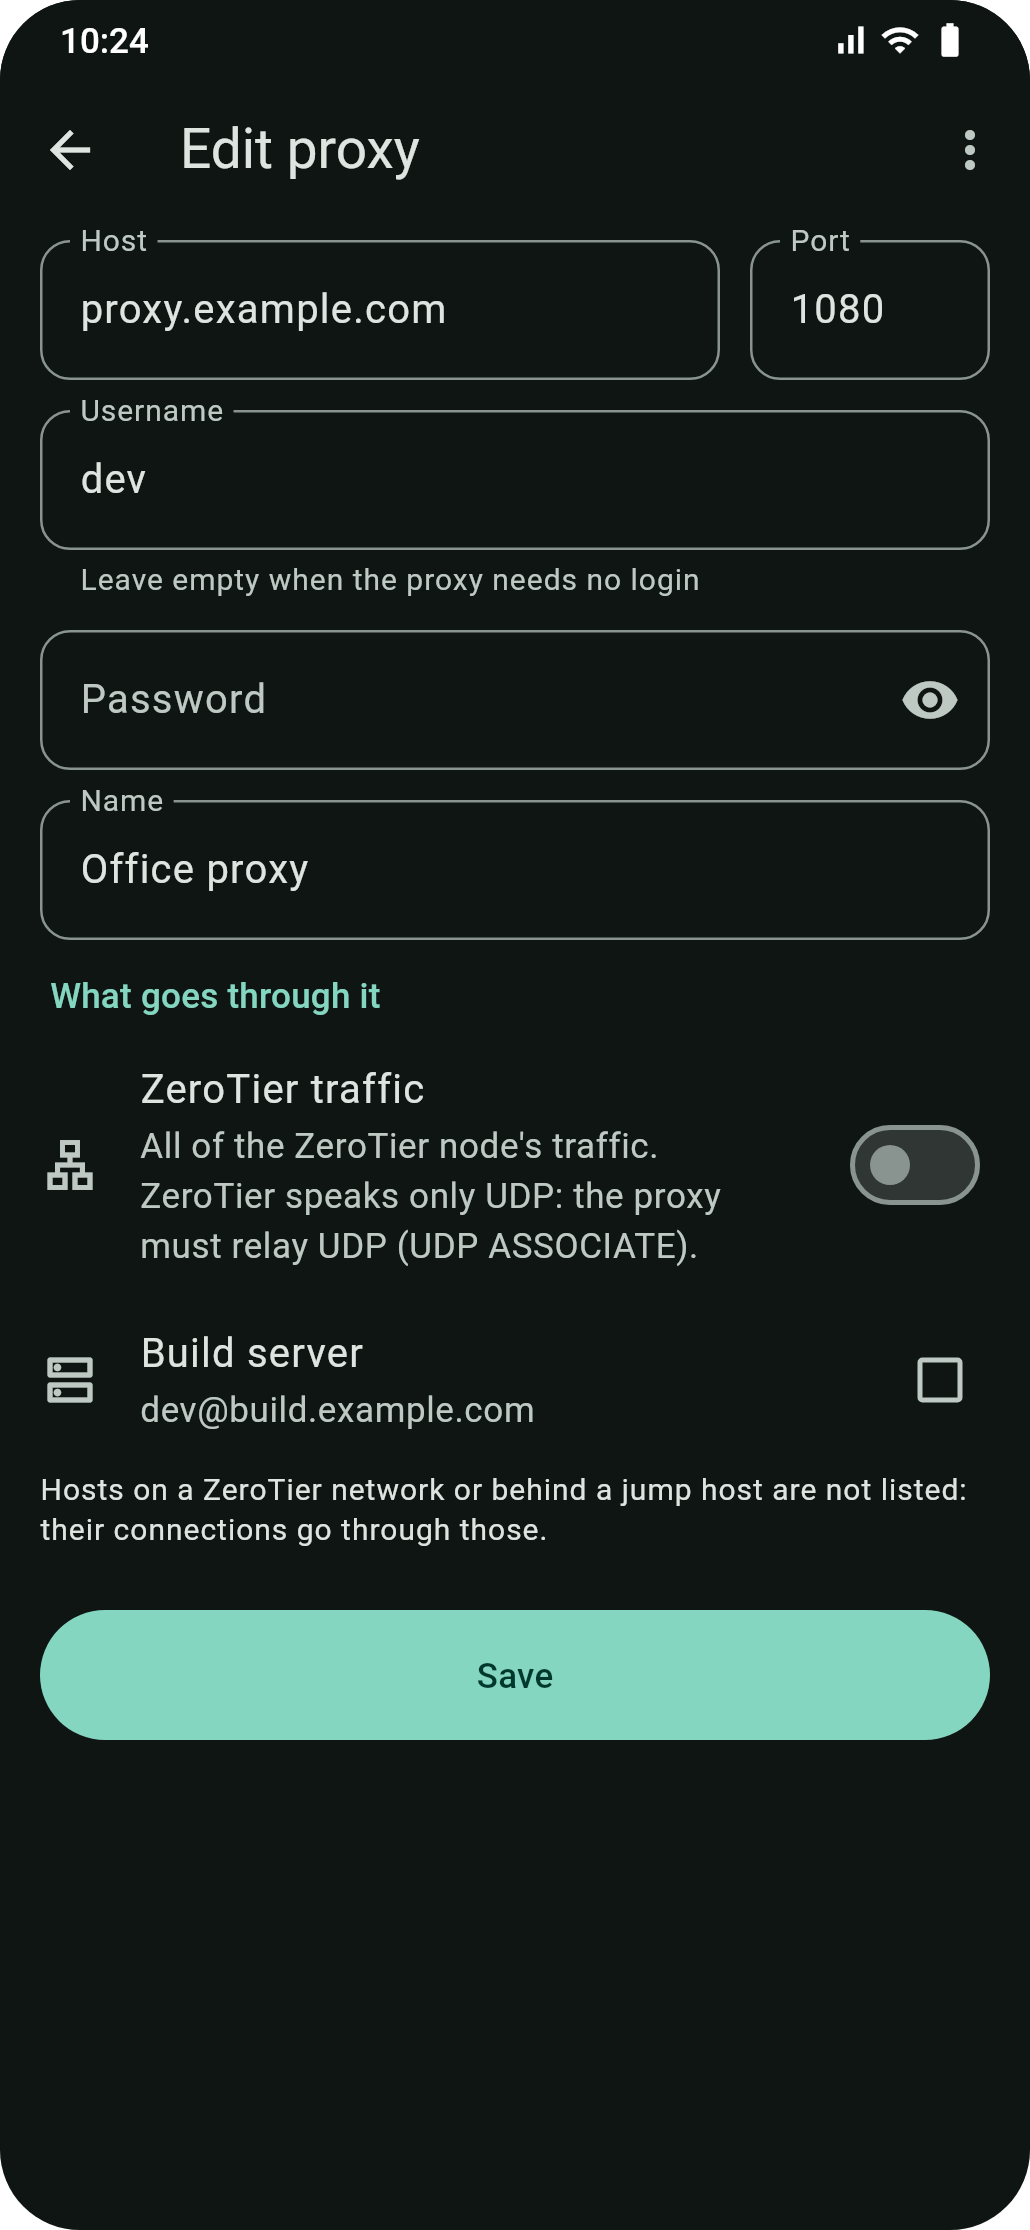 10:24
Edit proxy
Host
Port
proxy.example.com
1080
Username
dev
Leave empty when the proxy needs no login
Password
Name
Office proxy
What goes through it
ZeroTier traffic
All of the ZeroTier node's traffic.
ZeroTier speaks only UDP: the proxy
must relay UDP (UDP ASSOCIATE).
Build server
dev@build.example.com
Hosts on a ZeroTier network or behind a jump host are not listed:
their connections go through those.
Save